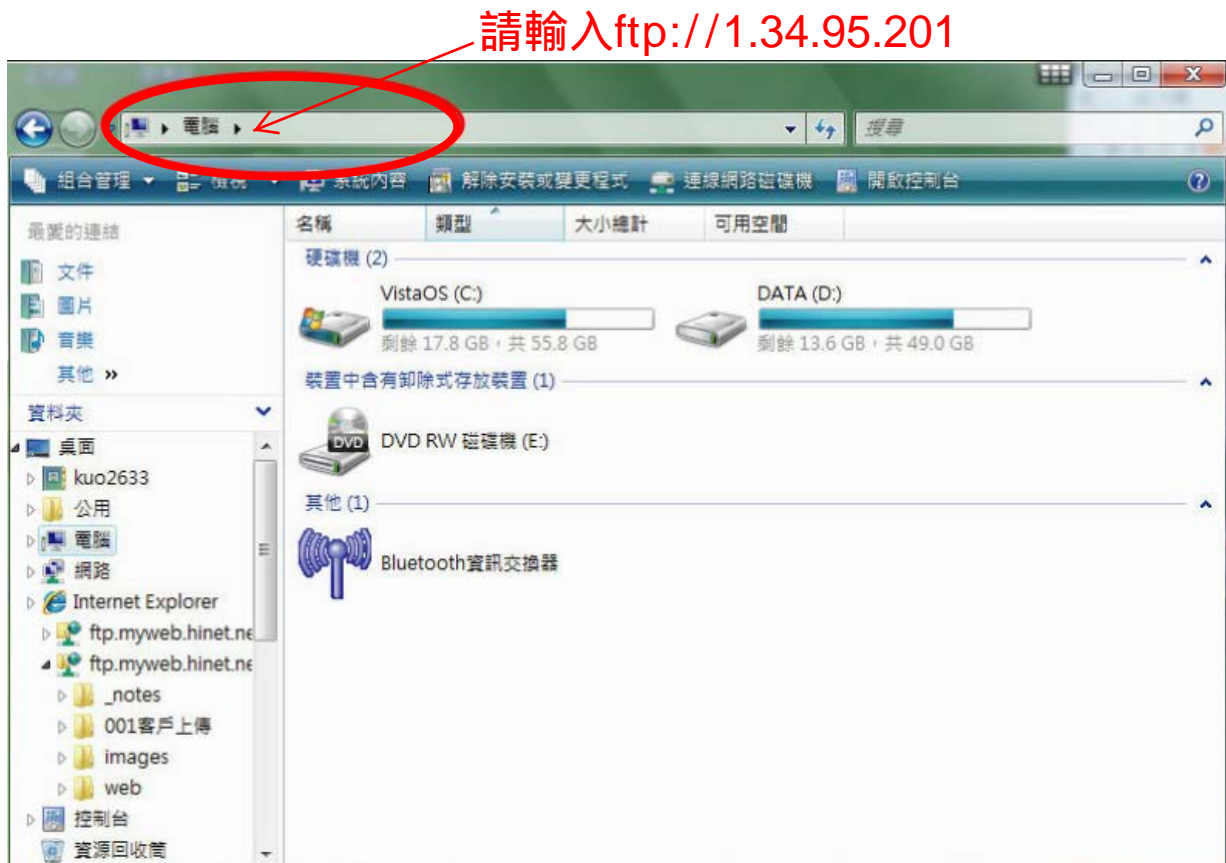 請輸入ftp://1.34.95.201
電腦
搜尋
組合管理
檢視
系統內容
解除安裝或變更程式
連線網路磁碟機
開啟控制台
最愛的連結
文件
圖片
音樂
其他 »
資料夾
桌面
kuo2633
公用
電腦
網路
Internet Explorer
ftp.myweb.hinet.ne
ftp.myweb.hinet.ne
_notes
001客戶上傳
images
web
控制台
資源回收筒
名稱 類型 大小總計 可用空間
硬碟機 (2)
VistaOS (C:)
剩餘 17.8 GB，共 55.8 GB
DATA (D:)
剩餘 13.6 GB，共 49.0 GB
裝置中含有卸除式存放裝置 (1)
DVD
DVD RW 磁碟機 (E:)
其他 (1)
Bluetooth資訊交換器